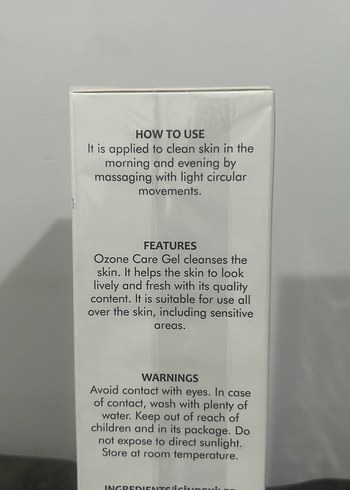 HOW TO USE
It is applied to clean skin in the
morning and evening by
massaging with light circular
movements.
FEATURES
Ozone Care Gel cleanses the
skin. It helps the skin to look
lively and fresh with its quality
content. It is suitable for use all
over the skin, including sensitive
areas.
WARNINGS
Avoid contact with eyes. In case
of contact, wash with plenty of
water. Keep out of reach of
children and in its package. Do
not expose to direct sunlight.
Store at room temperature.